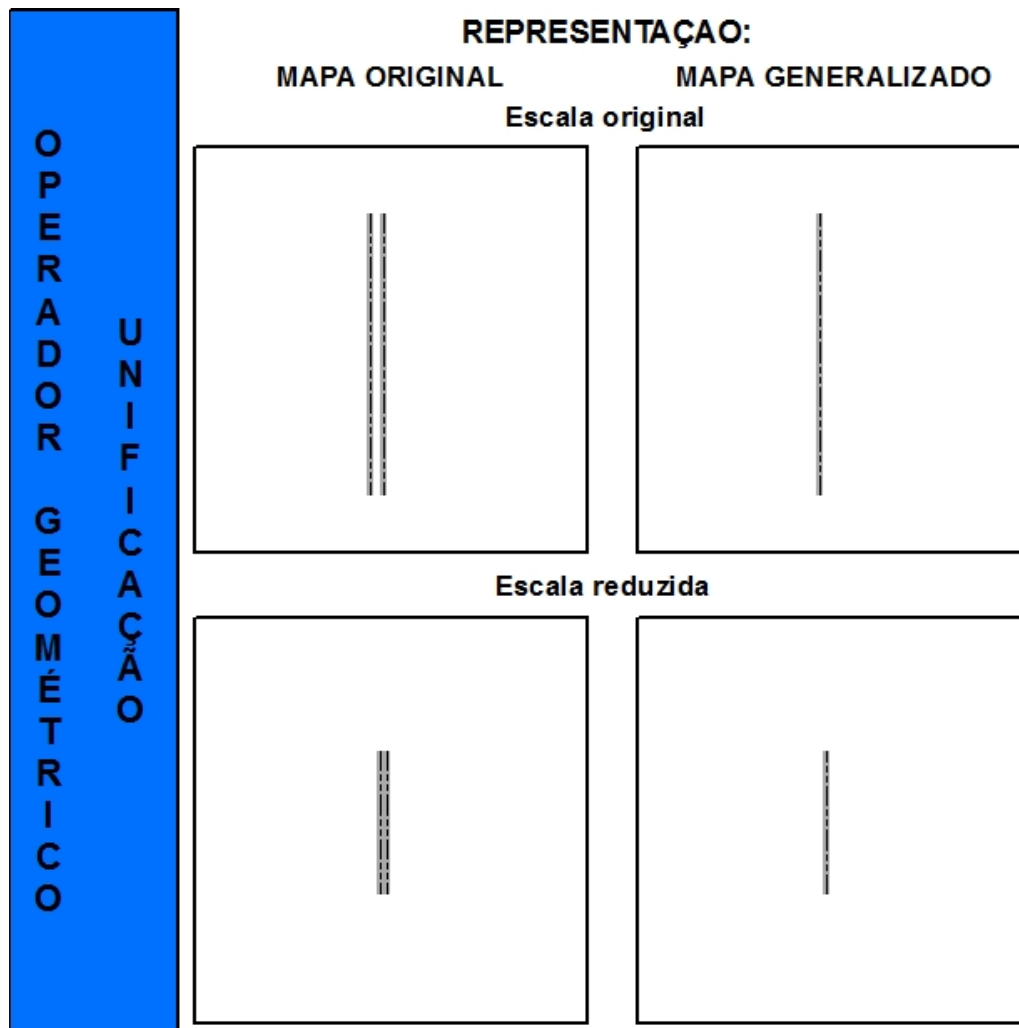 OPERADOR GEOMÉTRICO
UNIFICAÇÃO
REPRESENTAÇAO:
MAPA ORIGINAL
MAPA GENERALIZADO
Escala original
Escala reduzida